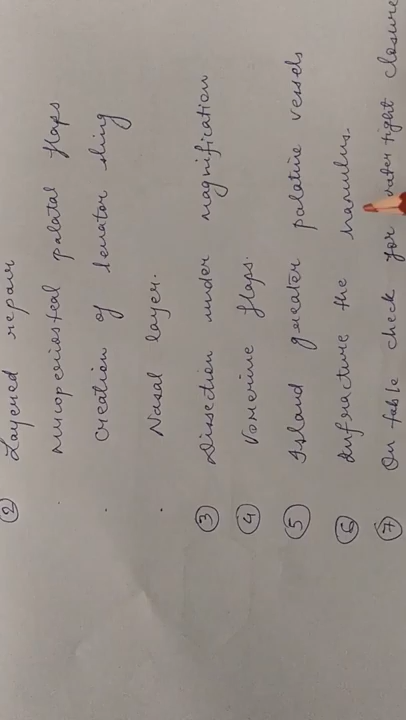 ② Layered repair
· Mucoperiosteal palatal flaps
· Creation of levator sling
· Nasal layer.
③ Dissection under magnification
④ Vomerine flaps.
⑤ Island greater palatine vessels
⑥ Infracture the hamulus.
⑦ On table check for water tight closure